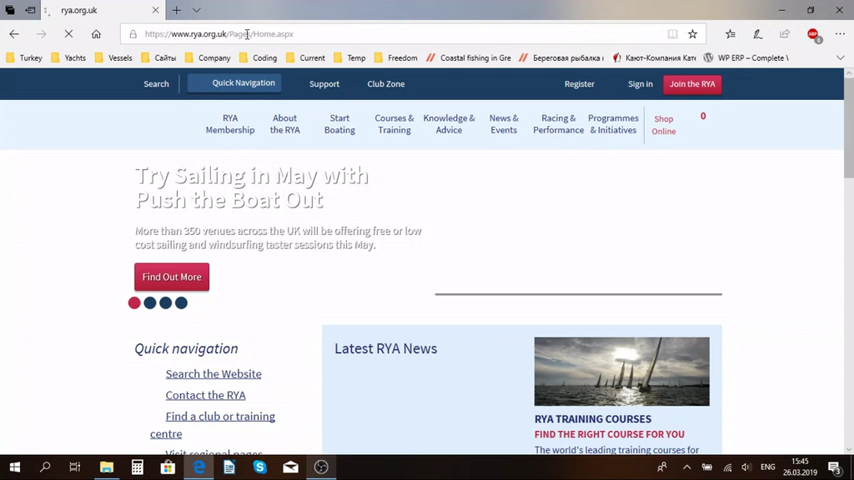 rya.org.uk
https://www.rya.org.uk/Pages/Home.aspx
Turkey Yachts Vessels Сайты Company Coding Current Temp Freedom Coastal fishing in Gre Береговая рыбалка Кают-Компания Кате WP ERP – Complete
Search Quick Navigation Support Club Zone Register Sign in Join the RYA
RYA Membership
About the RYA
Start Boating
Courses & Training
Knowledge & Advice
News & Events
Racing & Performance
Programmes & Initiatives
Shop Online
0
Try Sailing in May with
Push the Boat Out
More than 350 venues across the UK will be offering free or low
cost sailing and windsurfing taster sessions this May.
Find Out More
Quick navigation
Search the Website
Contact the RYA
Find a club or training
centre
Visit regional pages
Latest RYA News
RYA TRAINING COURSES
FIND THE RIGHT COURSE FOR YOU
The world's leading training courses for
ENG
15:45
26.03.2019